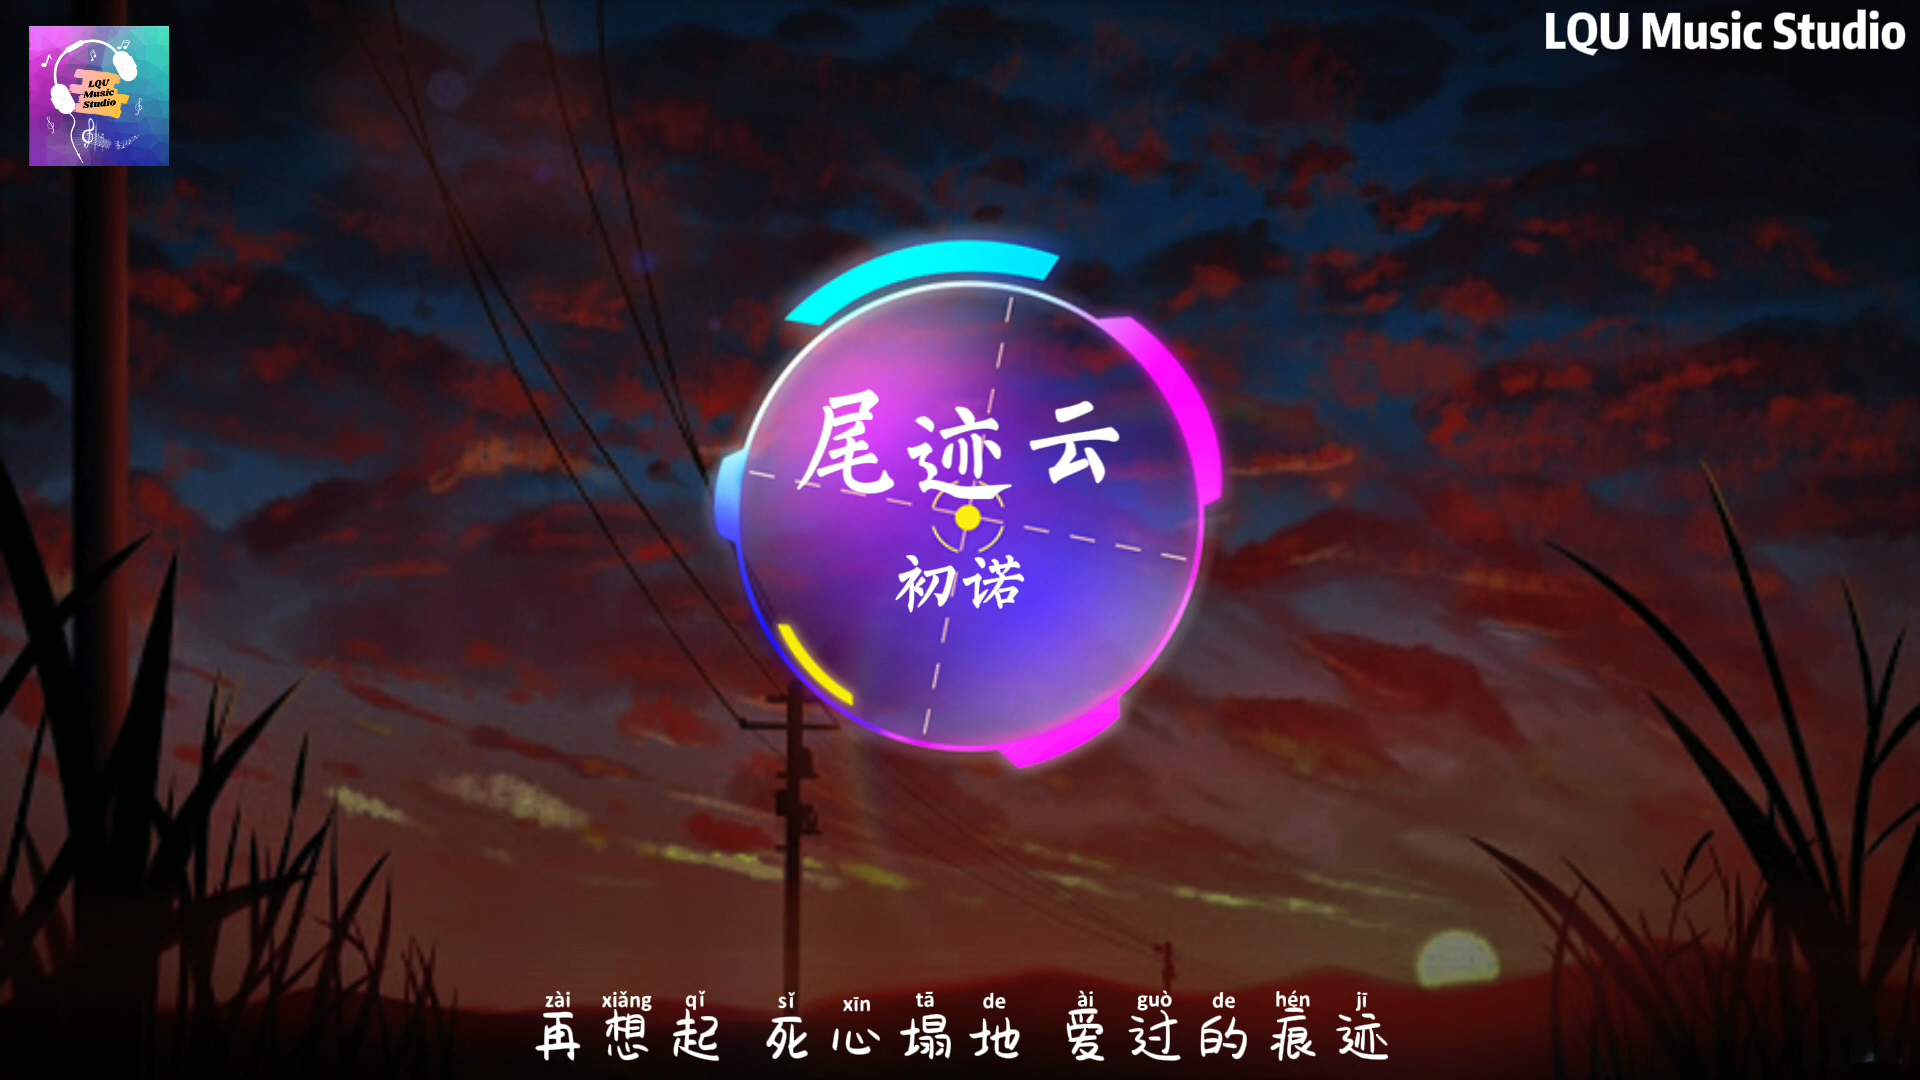 LQU Music Studio
LQU
Music
Studio
尾迹云
初诺
zài xiǎng qǐ sǐ xīn tā de ài guò de hén jī
再想起 死心塌地 爱过的痕迹